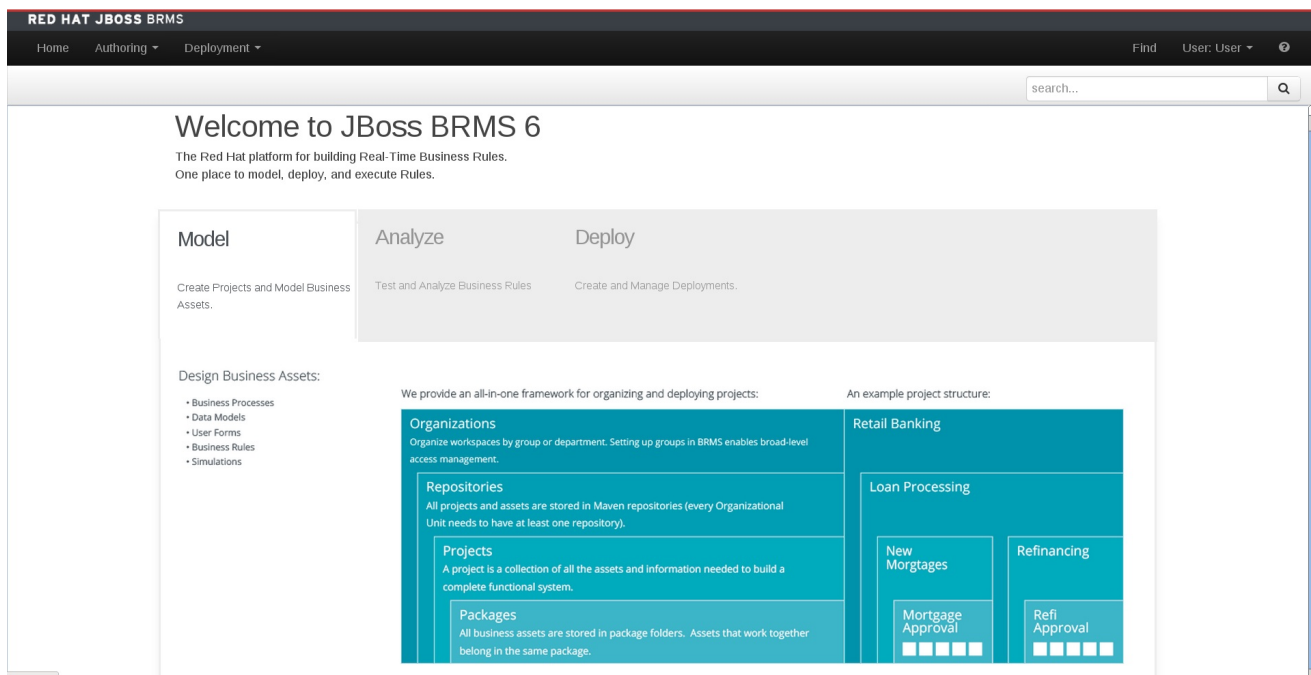 RED HAT JBOSS BRMS
Home Authoring Deployment Find User: User
search...
Welcome to JBoss BRMS 6
The Red Hat platform for building Real-Time Business Rules.
One place to model, deploy, and execute Rules.
Model Analyze Deploy
Create Projects and Model Business
Assets.
Test and Analyze Business Rules
Create and Manage Deployments.
Design Business Assets:
• Business Processes
• Data Models
• User Forms
• Business Rules
• Simulations
We provide an all-in-one framework for organizing and deploying projects:
Organizations
Organize workspaces by group or department. Setting up groups in BRMS enables broad-level
access management.
Repositories
All projects and assets are stored in Maven repositories (every Organizational
Unit needs to have at least one repository).
Projects
A project is a collection of all the assets and information needed to build a
complete functional system.
Packages
All business assets are stored in package folders. Assets that work together
belong in the same package.
An example project structure:
Retail Banking
Loan Processing
New
Morgtages
Refinancing
Mortgage
Approval
Refi
Approval